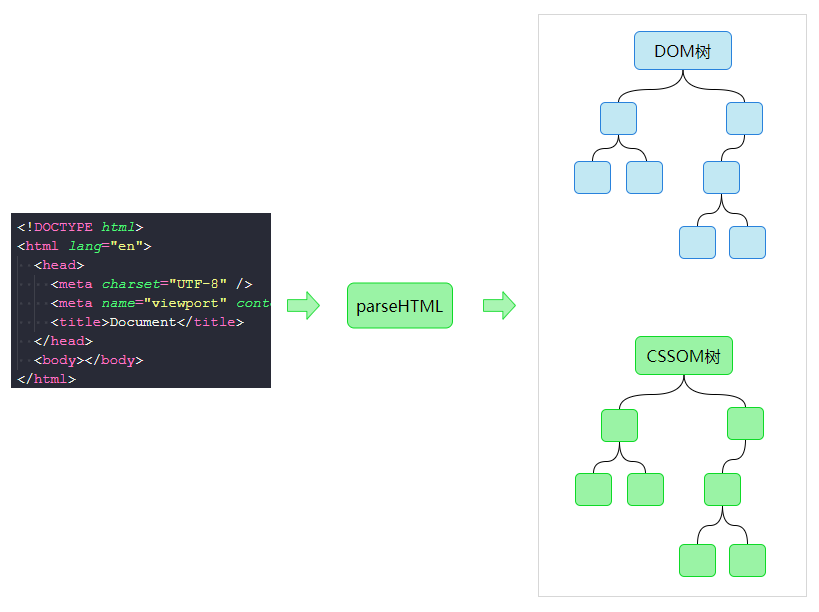 <!DOCTYPE html>
<html lang="en">
<head>
<meta charset="UTF-8" />
<meta name="viewport" cont
<title>Document</title>
</head>
<body></body>
</html>
parseHTML
DOM树
CSSOM树